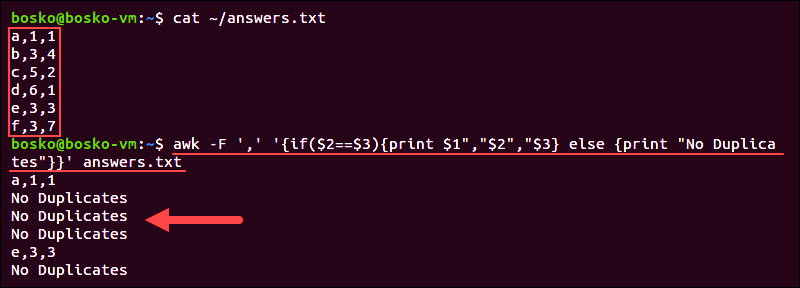 bosko@bosko-vm:~$ cat ~/answers.txt
a,1,1
b,3,4
c,5,2
d,6,1
e,3,3
f,3,7
bosko@bosko-vm:~$ awk -F ',' '{if($2==$3){print $1","$2","$3} else {print "No Duplica
tes"}}' answers.txt
a,1,1
No Duplicates
No Duplicates
No Duplicates
e,3,3
No Duplicates